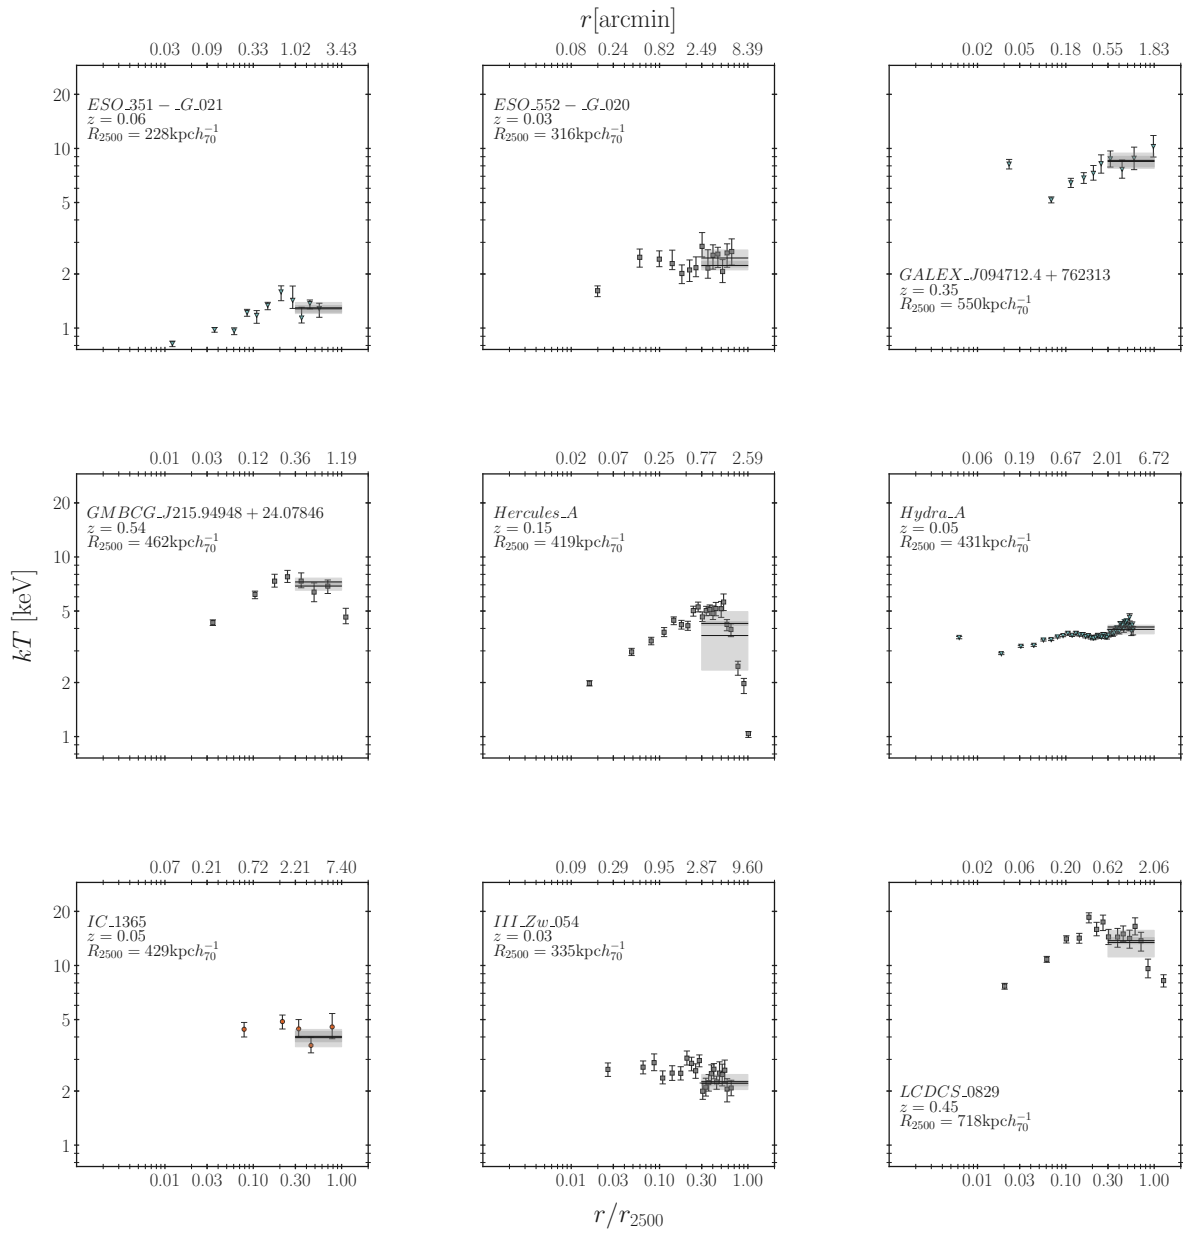 r[arcmin]
0.03 0.09 0.33 1.02 3.43
0.08 0.24 0.82 2.49 8.39
0.02 0.05 0.18 0.55 1.83
20
10
5
2
1
ESO_351 − _G_021
z = 0.06
R2500 = 228kpch70^−1
ESO_552 − _G_020
z = 0.03
R2500 = 316kpch70^−1
GALEX_J094712.4 + 762313
z = 0.35
R2500 = 550kpch70^−1
0.01 0.03 0.12 0.36 1.19
0.02 0.07 0.25 0.77 2.59
0.06 0.19 0.67 2.01 6.72
kT [keV]
20
10
5
2
1
GMBCG_J215.94948 + 24.07846
z = 0.54
R2500 = 462kpch70^−1
Hercules_A
z = 0.15
R2500 = 419kpch70^−1
Hydra_A
z = 0.05
R2500 = 431kpch70^−1
0.07 0.21 0.72 2.21 7.40
0.09 0.29 0.95 2.87 9.60
0.02 0.06 0.20 0.62 2.06
20
10
5
2
1
IC_1365
z = 0.05
R2500 = 429kpch70^−1
III_Zw_054
z = 0.03
R2500 = 335kpch70^−1
LCDCS_0829
z = 0.45
R2500 = 718kpch70^−1
0.01 0.03 0.10 0.30 1.00
0.01 0.03 0.10 0.30 1.00
0.01 0.03 0.10 0.30 1.00
r/r2500